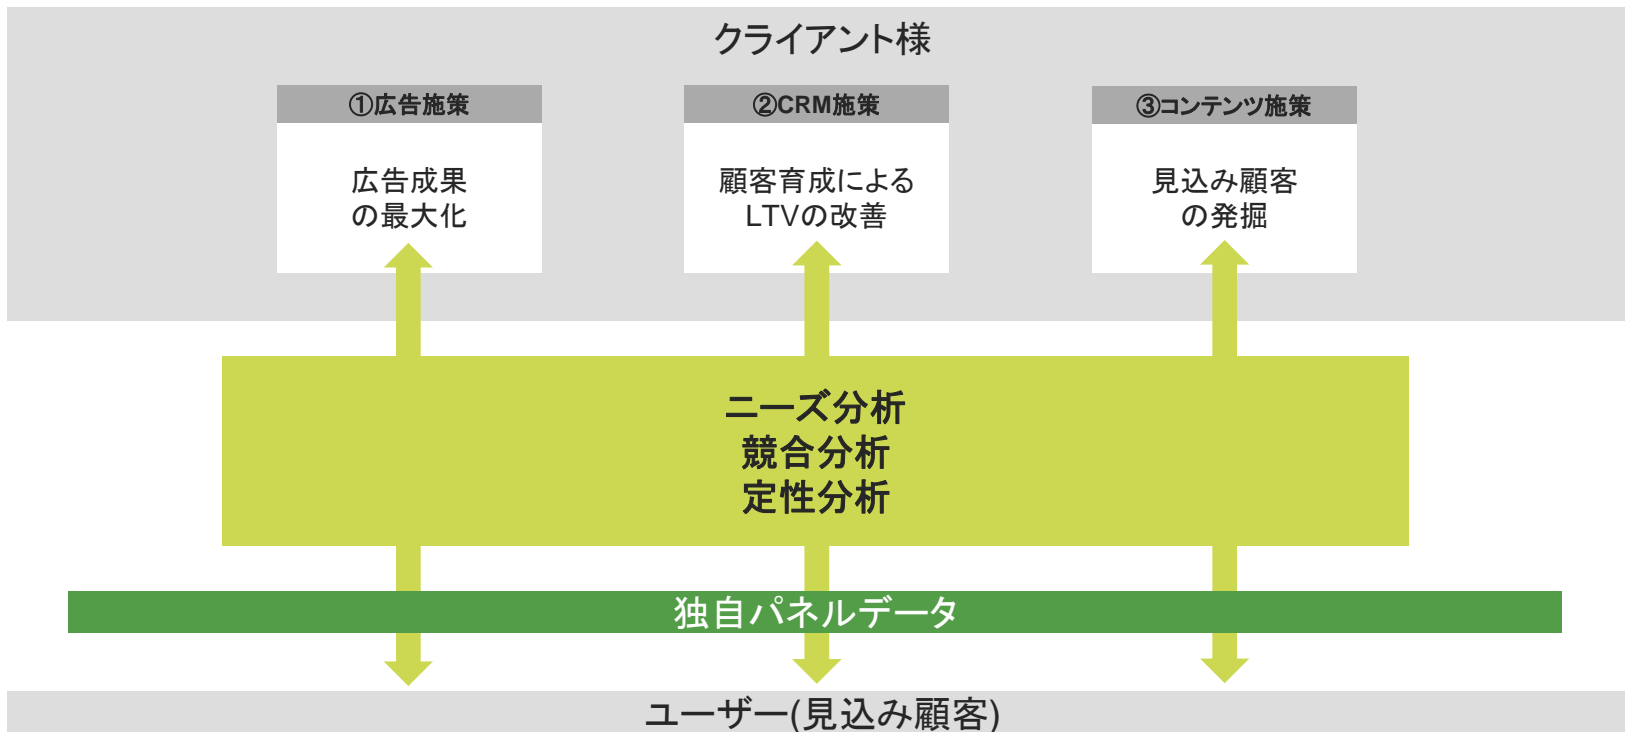 クライアント様
①広告施策
広告成果
の最大化
②CRM施策
顧客育成による
LTVの改善
③コンテンツ施策
見込み顧客
の発掘
ニーズ分析
競合分析
定性分析
独自パネルデータ
ユーザー(見込み顧客)